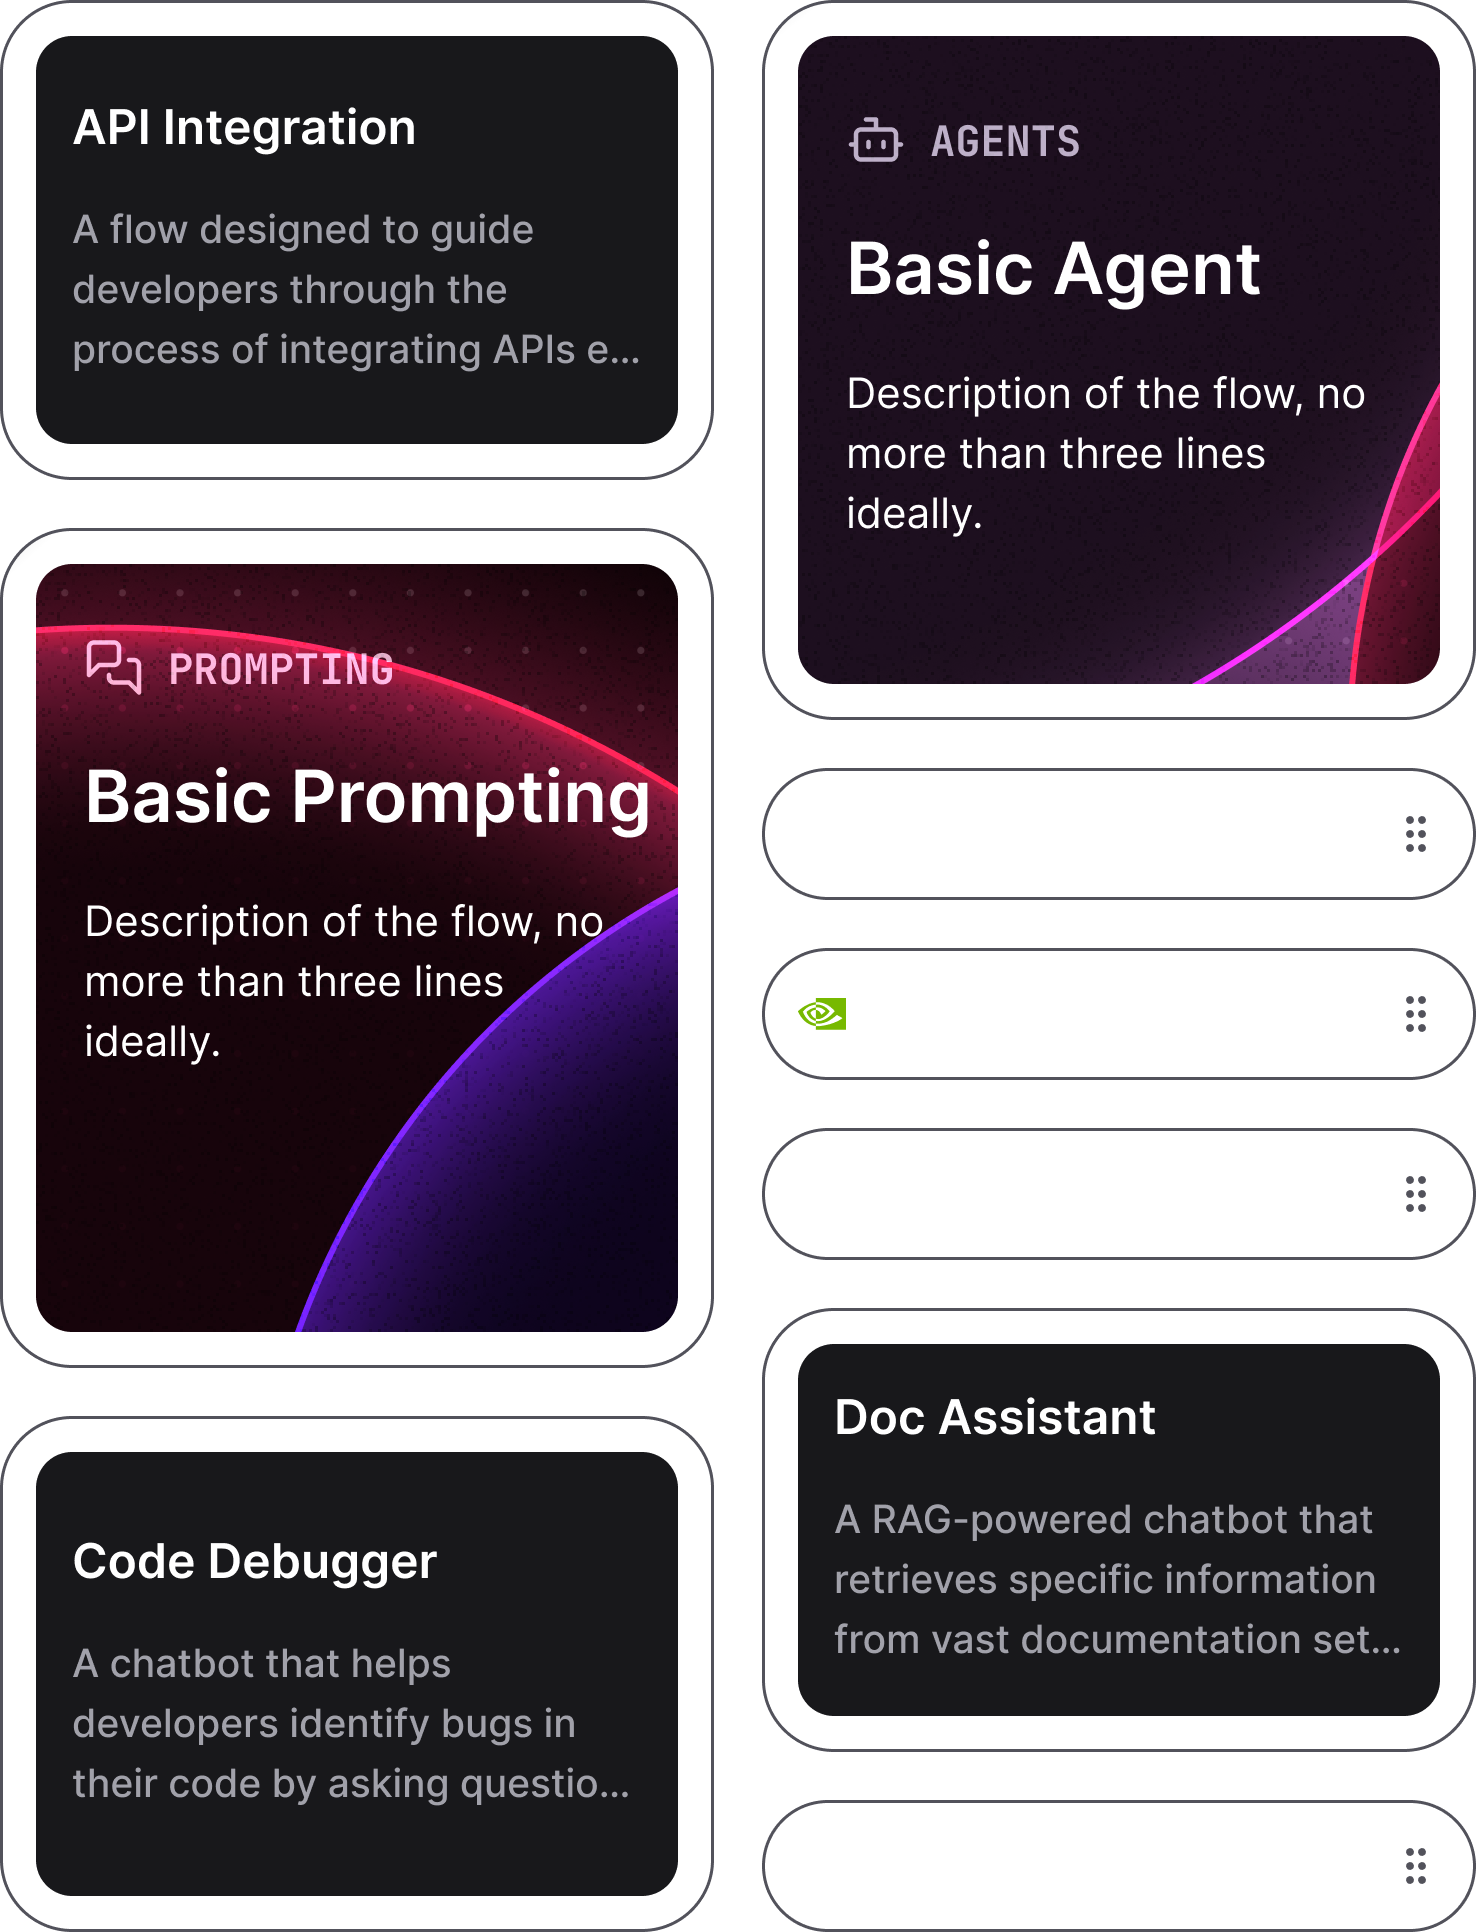 API Integration
A flow designed to guide
developers through the
process of integrating APIs e...
PROMPTING
Basic Prompting
Description of the flow, no
more than three lines
ideally.
Code Debugger
A chatbot that helps
developers identify bugs in
their code by asking questio...
AGENTS
Basic Agent
Description of the flow, no
more than three lines
ideally.
Doc Assistant
A RAG-powered chatbot that
retrieves specific information
from vast documentation set...